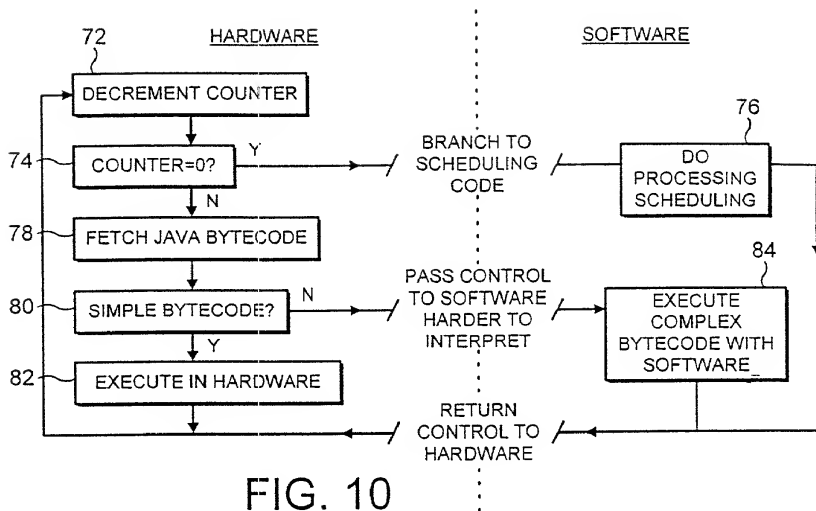 HARDWARE
SOFTWARE
72
DECREMENT COUNTER
74
COUNTER=0?
Y
N
BRANCH TO
SCHEDULING
CODE
76
DO
PROCESSING
SCHEDULING
78
FETCH JAVA BYTECODE
80
SIMPLE BYTECODE?
N
Y
PASS CONTROL
TO SOFTWARE
HARDER TO
INTERPRET
84
EXECUTE
COMPLEX
BYTECODE WITH
SOFTWARE_
82
EXECUTE IN HARDWARE
RETURN
CONTROL TO
HARDWARE
FIG. 10